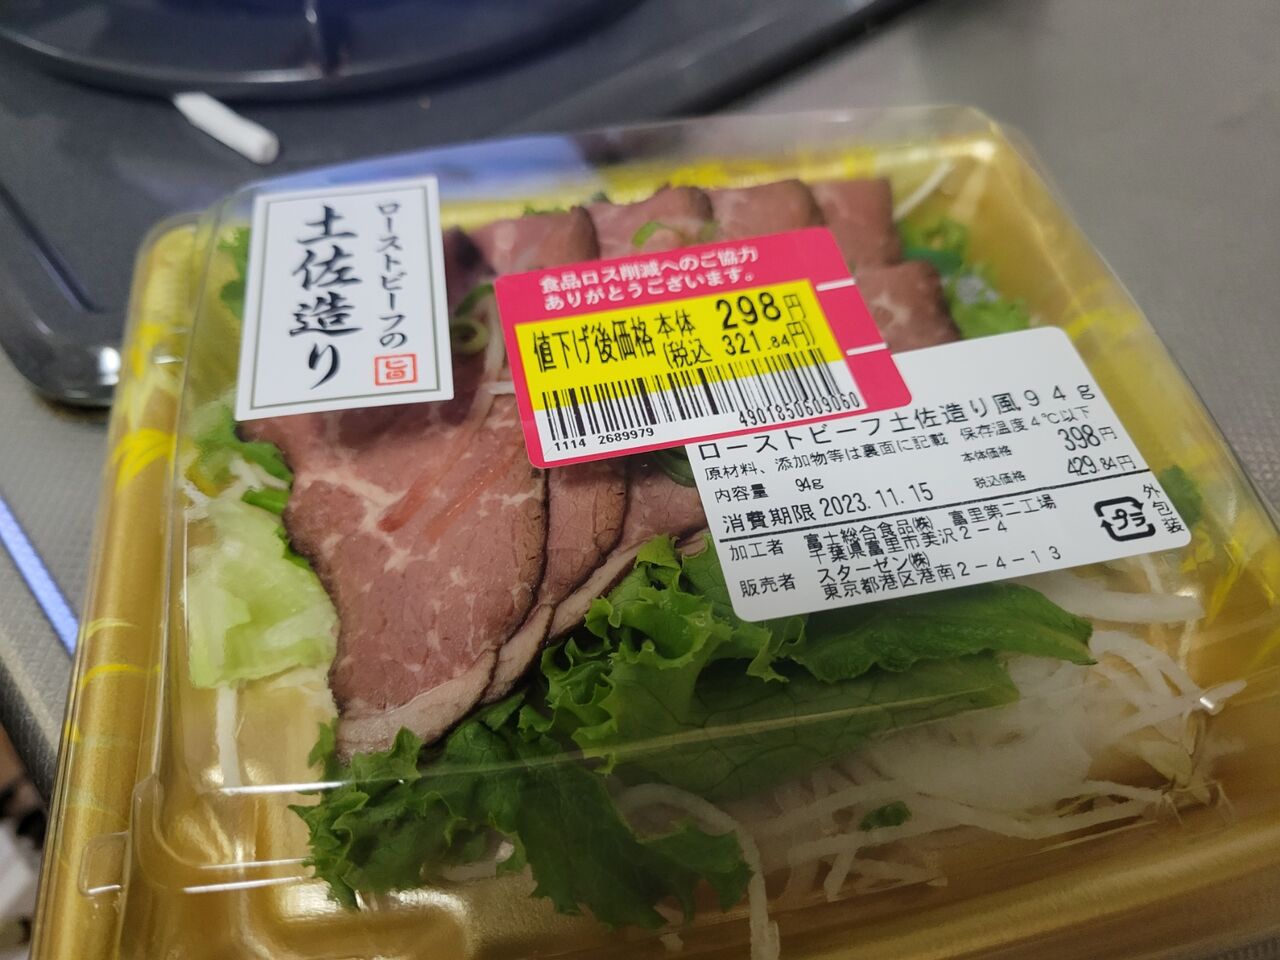 ローストビーフの
土佐造り
旨
食品ロス削減へのご協力
ありがとうございます。
値下げ後価格 本体 298円
(税込 321.84円)
1114 2689979 4901850609060
ローストビーフ土佐造り風94g
原材料、添加物等は裏面に記載 保存温度4℃以下
内容量 94g 本体価格 398円
消費期限 2023.11.15 税込価格 429.84円
加工者 富士総合食品㈱ 富里第二工場
千葉県富里市美沢2-4
販売者 スターゼン㈱
東京都港区港南2-4-13
プラ
外包装